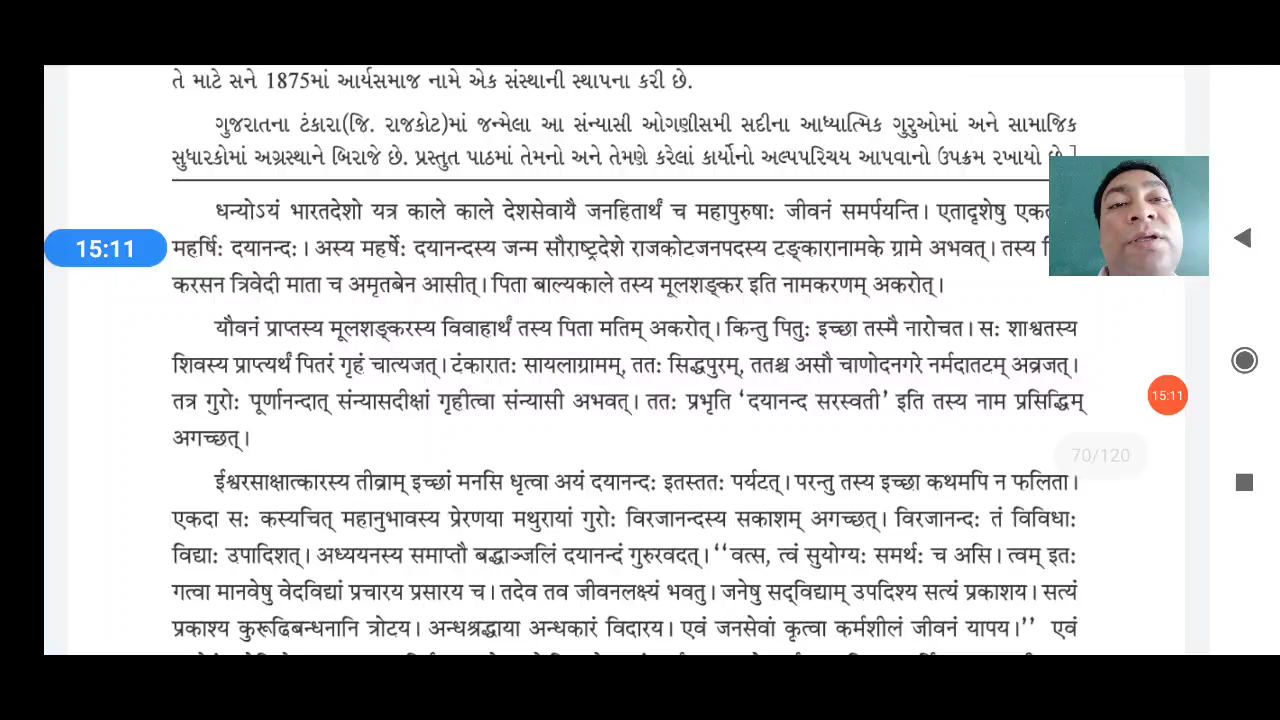 તે માટે સને 1875માં આર્યસમાજ નામે એક સંસ્થાની સ્થાપના કરી છે.
ગુજરાતના ટંકારા(જિ. રાજકોટ)માં જન્મેલા આ સંન્યાસી ઓગણીસમી સદીના આધ્યાત્મિક ગુરુઓમાં અને સામાજિક
સુધારકોમાં અગ્રસ્થાને બિરાજે છે. પ્રસ્તુત પાઠમાં તેમનો અને તેમણે કરેલાં કાર્યોનો અલ્પપરિચય આપવાનો ઉપક્રમ રખાયો છે.]
धन्योऽयं भारतदेशो यत्र काले काले देशसेवायै जनहितार्थं च महापुरुषाः जीवनं समर्पयन्ति। एतादृशेषु
15:11
महर्षिः दयानन्दः। अस्य महर्षेः दयानन्दस्य जन्म सौराष्ट्रदेशे राजकोटजनपदस्य टङ्कारानामके ग्रामे अभवत्। तस्य
करसन त्रिवेदी माता च अमृतबेन आसीत्। पिता बाल्यकाले तस्य मूलशङ्कर इति नामकरणम् अकरोत्।
यौवनं प्राप्तस्य मूलशङ्करस्य विवाहार्थं तस्य पिता मतिम् अकरोत्। किन्तु पितुः इच्छा तस्मै नारोचत। सः शाश्वतस्य
शिवस्य प्राप्त्यर्थं पितरं गृहं चात्यजत्। टंकारातः सायलाग्रामम्, ततः सिद्धपुरम्, ततश्च असौ चाणोदनगरे नर्मदातटम् अव्रजत्।
तत्र गुरोः पूर्णानन्दात् संन्यासदीक्षां गृहीत्वा संन्यासी अभवत्। ततः प्रभृति ‘दयानन्द सरस्वती’ इति तस्य नाम प्रसिद्धिम्
15:11
अगच्छत्।
70/120
ईश्वरसाक्षात्कारस्य तीव्राम् इच्छां मनसि धृत्वा अयं दयानन्दः इतस्ततः पर्यटत्। परन्तु तस्य इच्छा कथमपि न फलिता।
एकदा सः कस्यचित् महानुभावस्य प्रेरणया मथुरायां गुरोः विरजानन्दस्य सकाशम् अगच्छत्। विरजानन्दः तं विविधाः
विद्याः उपादिशत्। अध्ययनस्य समाप्तौ बद्धाञ्जलिं दयानन्दं गुरुरवदत्। “वत्स, त्वं सुयोग्यः समर्थः च असि। त्वम् इतः
गत्वा मानवेषु वेदविद्यां प्रचारय प्रसारय च। तदेव तव जीवनलक्ष्यं भवतु। जनेषु सद्विद्याम् उपदिश्य सत्यं प्रकाशय। सत्यं
प्रकाश्य कुरूढिबन्धनानि त्रोटय। अन्धश्रद्धाया अन्धकारं विदारय। एवं जनसेवां कृत्वा कर्मशीलं जीवनं यापय।” एवं